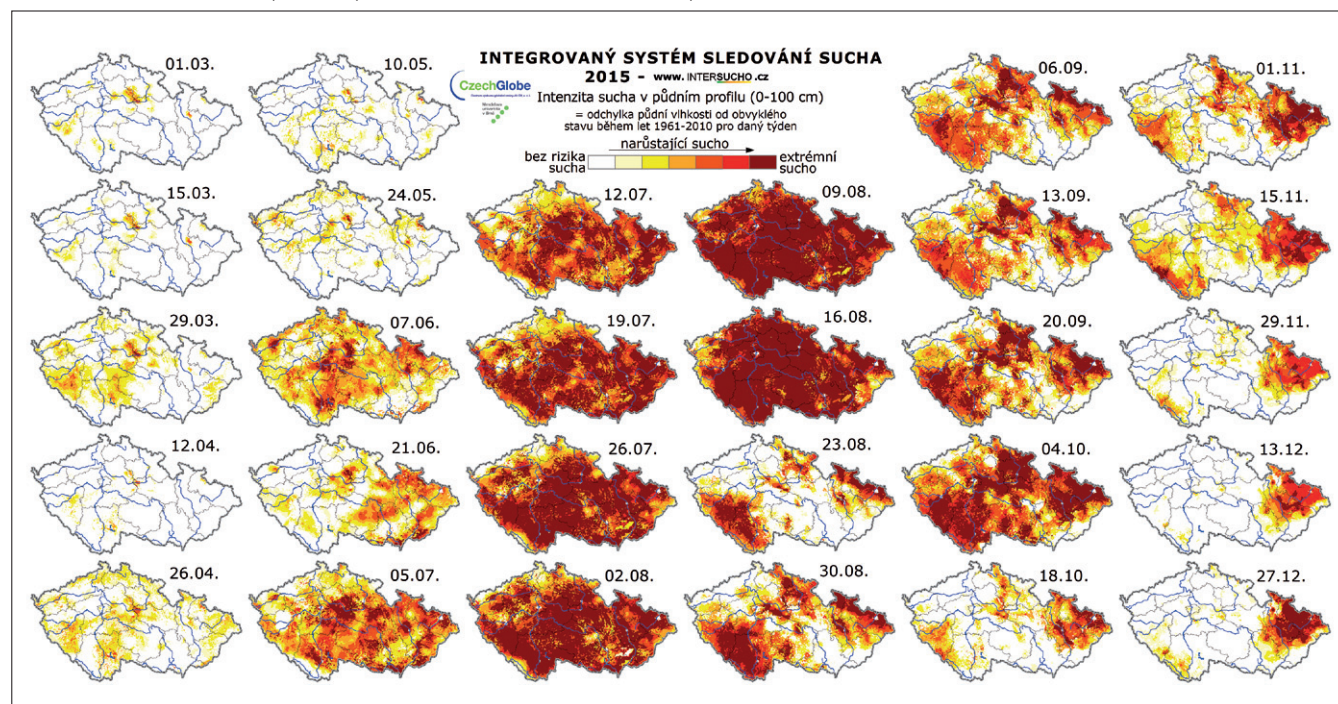 INTEGROVANÝ SYSTÉM SLEDOVÁNÍ SUCHA
2015 - www.INTERSUCHO.cz
CzechGlobe
Mendelova
univerzita
v Brně
Intenzita sucha v půdním profilu (0-100 cm)
= odchylka půdní vlhkosti od obvyklého
stavu během let 1961-2010 pro daný týden
narůstající sucho
bez rizika
sucha
extrémní
sucho
01.03.
10.05.
06.09.
01.11.
15.03.
24.05.
12.07.
09.08.
13.09.
15.11.
29.03.
07.06.
19.07.
16.08.
20.09.
29.11.
12.04.
21.06.
26.07.
23.08.
04.10.
13.12.
26.04.
05.07.
02.08.
30.08.
18.10.
27.12.